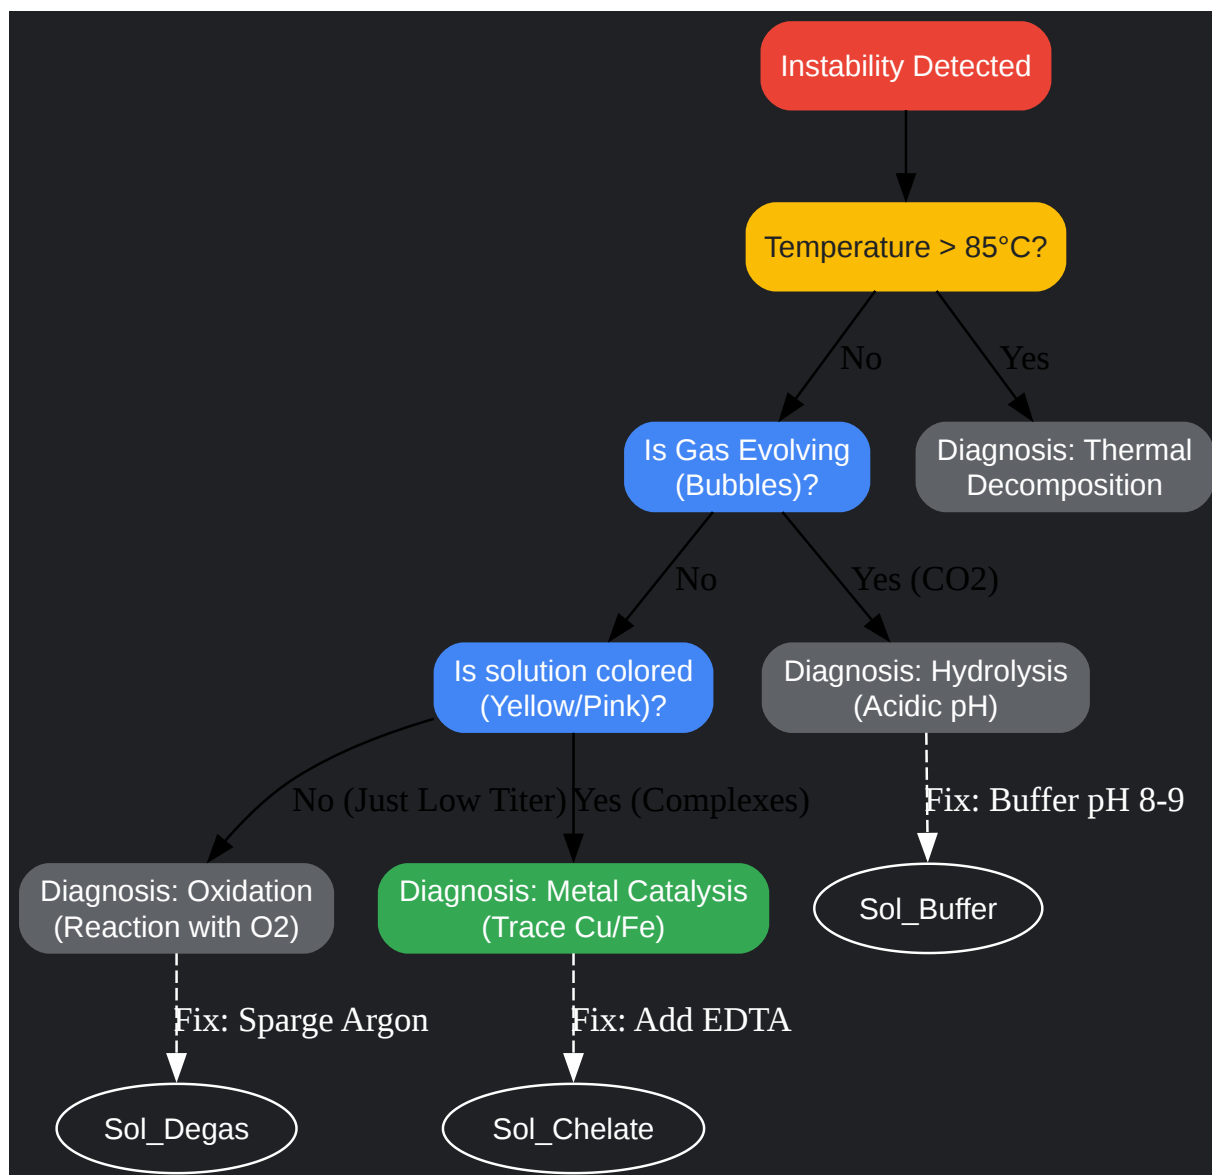 Instability Detected
Temperature > 85°C?
No
Yes
Is Gas Evolving
(Bubbles)?
Diagnosis: Thermal
Decomposition
No
Yes (CO2)
Is solution colored
(Yellow/Pink)?
Diagnosis: Hydrolysis
(Acidic pH)
No (Just Low Titer)
Yes (Complexes)
Fix: Buffer pH 8-9
Diagnosis: Oxidation
(Reaction with O2)
Diagnosis: Metal Catalysis
(Trace Cu/Fe)
Sol_Buffer
Fix: Sparge Argon
Fix: Add EDTA
Sol_Degas
Sol_Chelate